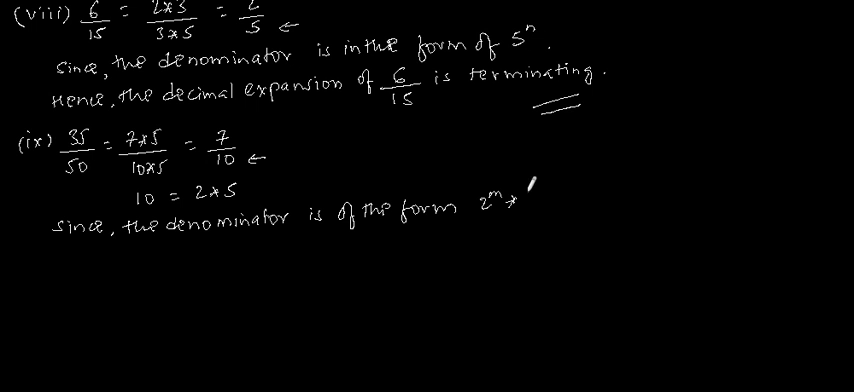 (viii) 6/15 = 2*3/3*5 = 2/5 ←
Since, the denominator is in the form of 5ⁿ.
Hence, the decimal expansion of 6/15 is terminating.
(ix) 35/50 = 7*5/10*5 = 7/10 ←
10 = 2*5
Since, the denominator is of the form 2ᵐ *